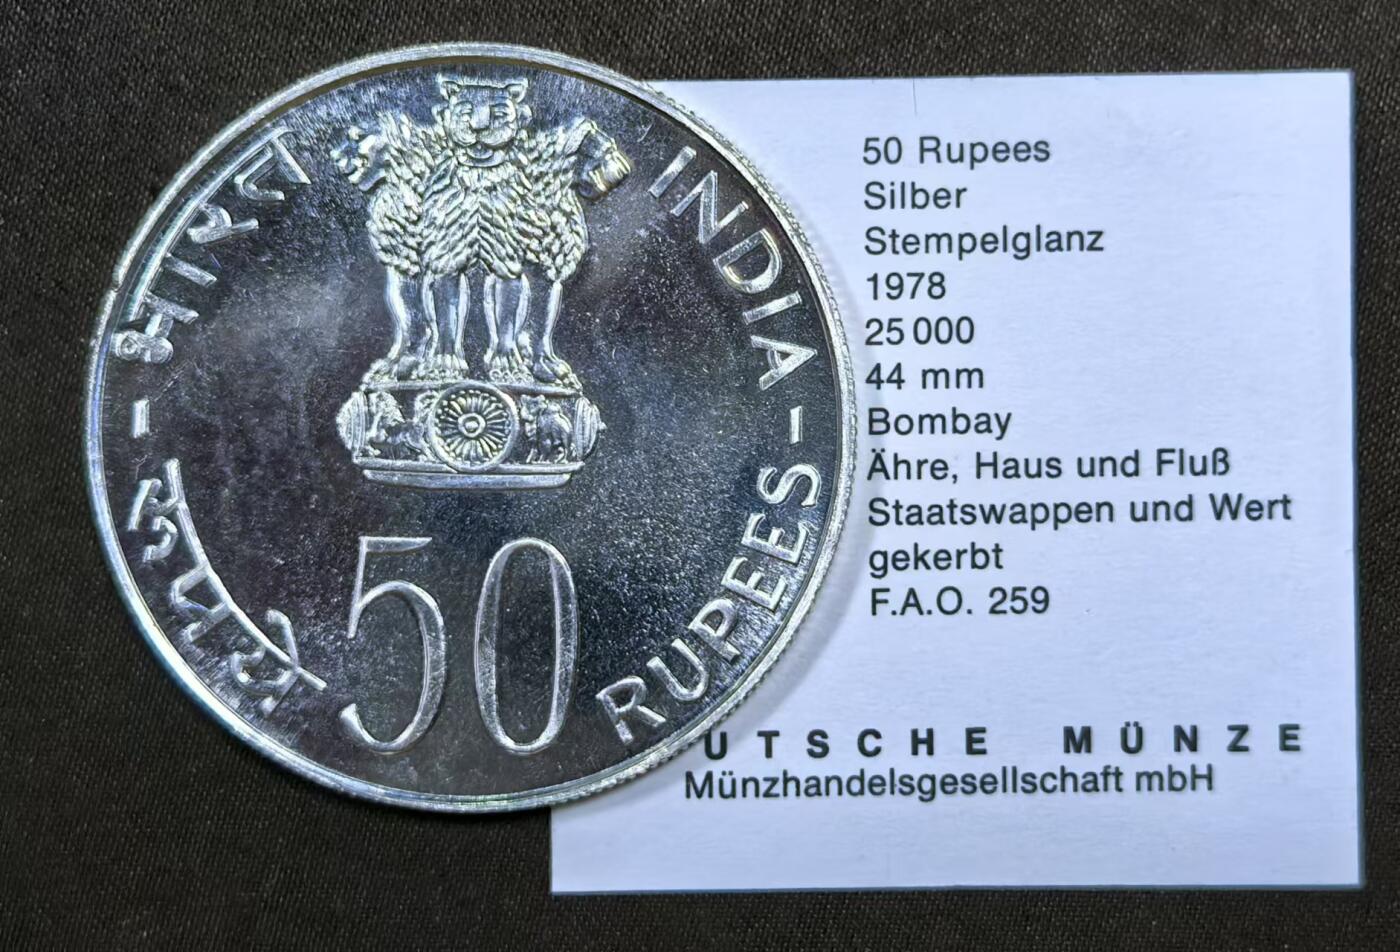 भारत
INDIA
रुपये
RUPEES
50
50 Rupees
Silber
Stempelglanz
1978
25 000
44 mm
Bombay
Ähre, Haus und Fluß
Staatswappen und Wert
gekerbt
F.A.O. 259
UTSCHE MÜNZE
Münzhandelsgesellschaft mbH